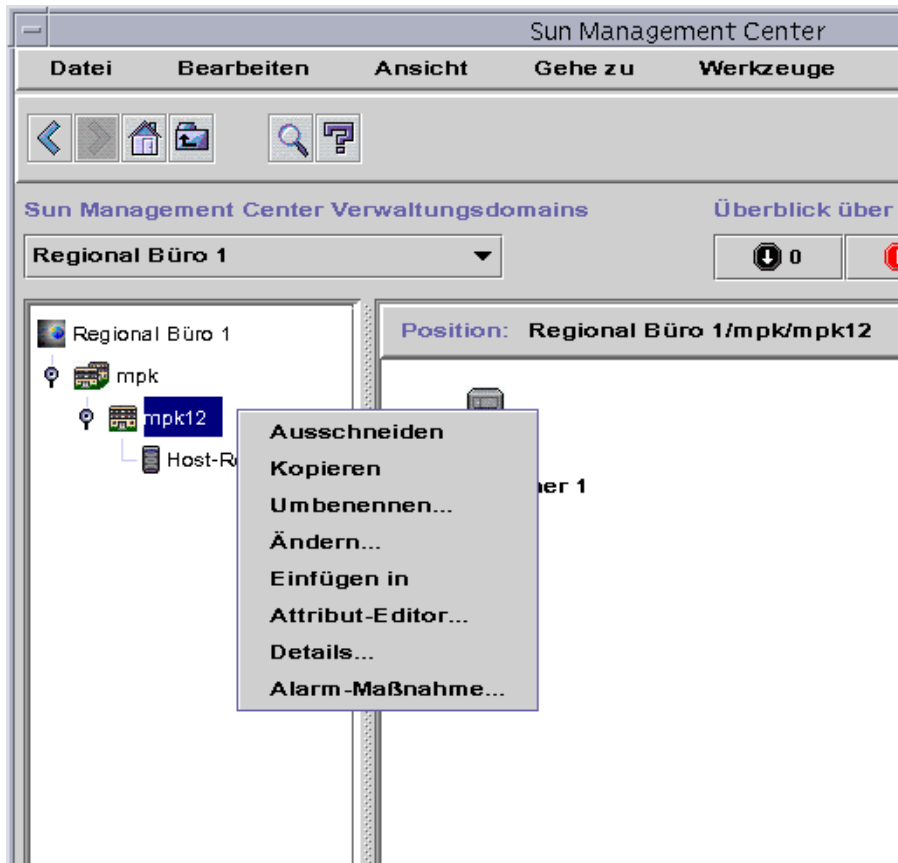 Sun Management Center
Datei Bearbeiten Ansicht Gehe zu Werkzeuge
Sun Management Center Verwaltungsdomains Überblick über
Regional Büro 1 0
Regional Büro 1
Position: Regional Büro 1/mpk/mpk12
mpk
mpk12
Host-R
Ausschneiden
Kopieren
Umbenennen...
Ändern...
Einfügen in
Attribut-Editor...
Details...
Alarm-Maßnahme...
1